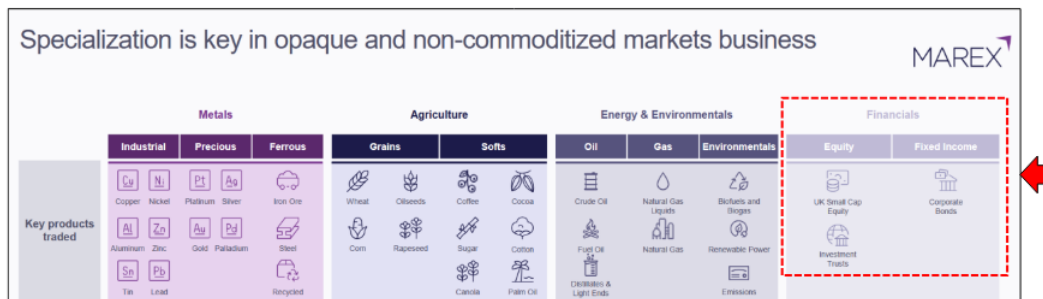 Specialization is key in opaque and non-commoditized markets business
MAREX
Metals Agriculture Energy & Environmentals Financials
Industrial Precious Ferrous Grains Softs Oil Gas Environmentals Equity Fixed Income
Key products
traded
Cu Ni Pt Ag
Copper Nickel Platinum Silver Iron Ore Wheat Oilseeds Coffee Cocoa Crude Oil Natural Gas
Liquids Biofuels and
Biogas UK Small Cap
Equity Corporate
Bonds
Al Zn Au Pd
Aluminum Zinc Gold Palladium Steel Corn Rapeseed Sugar Cotton Fuel Oil Natural Gas Renewable Power Investment
Trusts
Sn Pb
Tin Lead Recycled Canola Palm Oil Distillates &
Light Ends Emissions